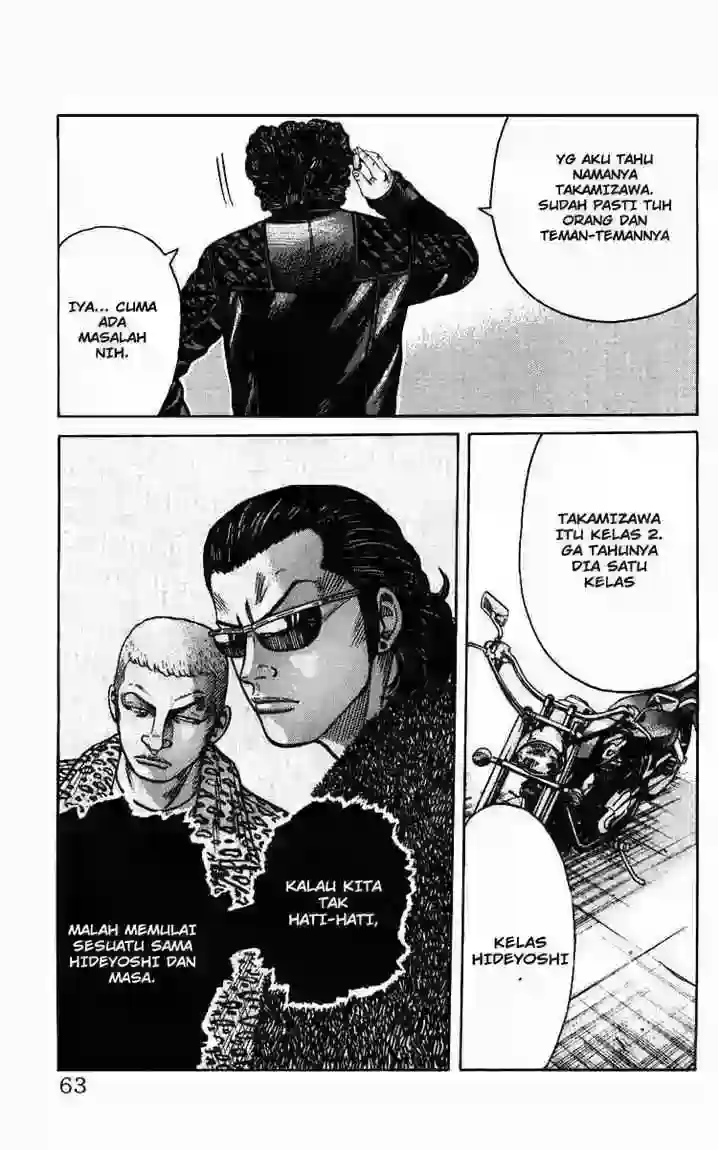 YG AKU TAHU
NAMANYA
TAKAMIZAWA.
SUDAH PASTI TUH
ORANG DAN
TEMAN-TEMANNYA
IYA... CUMA
ADA
MASALAH
NIH.
TAKAMIZAWA
ITU KELAS 2.
GA TAHUNYA
DIA SATU
KELAS
KELAS
HIDEYOSHI
KALAU KITA
TAK
HATI-HATI,
MALAH MEMULAI
SESUATU SAMA
HIDEYOSHI DAN
MASA.
63